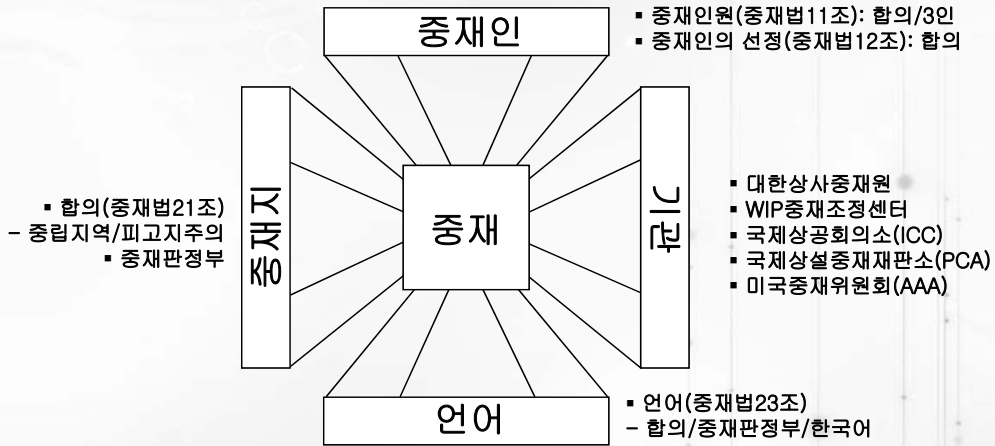 중재인
▪ 중재인원(중재법11조): 합의/3인
▪ 중재인의 선정(중재법12조): 합의
중재지
▪ 합의(중재법21조)
– 중립지역/피고지주의
▪ 중재판정부
중재
기관
▪ 대한상사중재원
▪ WIP중재조정센터
▪ 국제상공회의소(ICC)
▪ 국제상설중재재판소(PCA)
▪ 미국중재위원회(AAA)
언어
▪ 언어(중재법23조)
– 합의/중재판정부/한국어